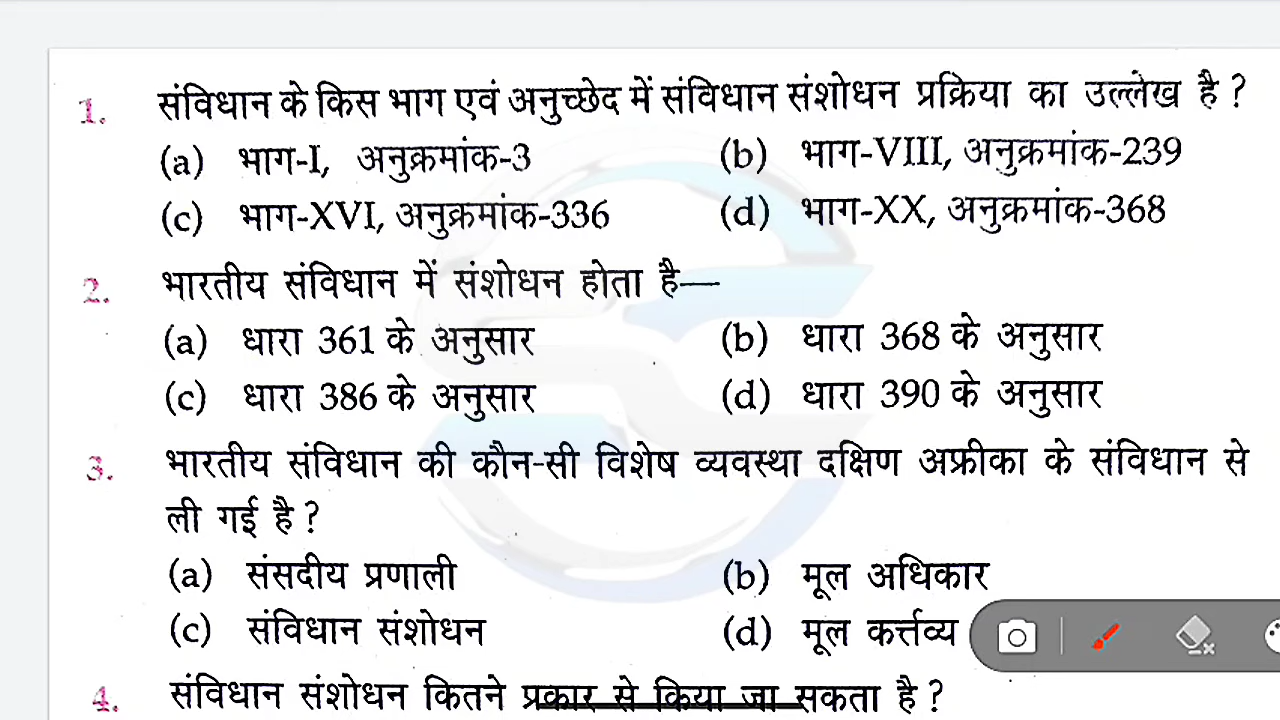 1. संविधान के किस भाग एवं अनुच्छेद में संविधान संशोधन प्रक्रिया का उल्लेख है ?
(a) भाग-I, अनुक्रमांक-3 (b) भाग-VIII, अनुक्रमांक-239
(c) भाग-XVI, अनुक्रमांक-336 (d) भाग-XX, अनुक्रमांक-368
2. भारतीय संविधान में संशोधन होता है—
(a) धारा 361 के अनुसार (b) धारा 368 के अनुसार
(c) धारा 386 के अनुसार (d) धारा 390 के अनुसार
3. भारतीय संविधान की कौन-सी विशेष व्यवस्था दक्षिण अफ्रीका के संविधान से
ली गई है ?
(a) संसदीय प्रणाली (b) मूल अधिकार
(c) संविधान संशोधन (d) मूल कर्त्तव्य
4. संविधान संशोधन कितने प्रकार से किया जा सकता है ?